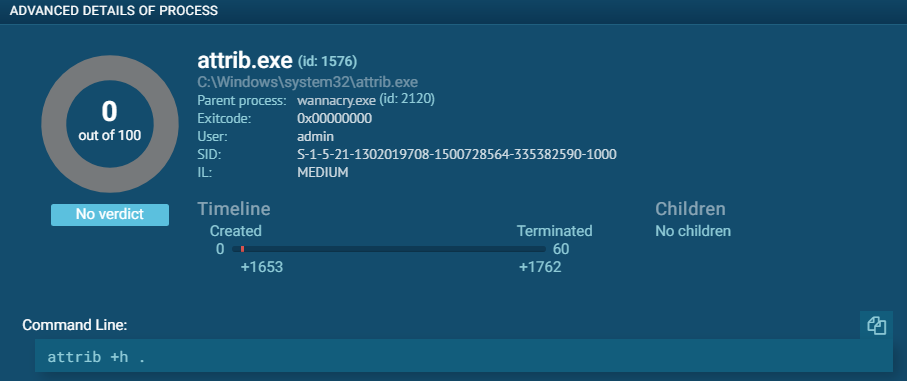 ADVANCED DETAILS OF PROCESS
0
out of 100
No verdict
attrib.exe (id: 1576)
C:\Windows\system32\attrib.exe
Parent process: wannacry.exe (id: 2120)
Exitcode: 0x00000000
User: admin
SID: S-1-5-21-1302019708-1500728564-335382590-1000
IL: MEDIUM
Timeline
Created Terminated
0 60
+1653 +1762
Children
No children
Command Line:
attrib +h .